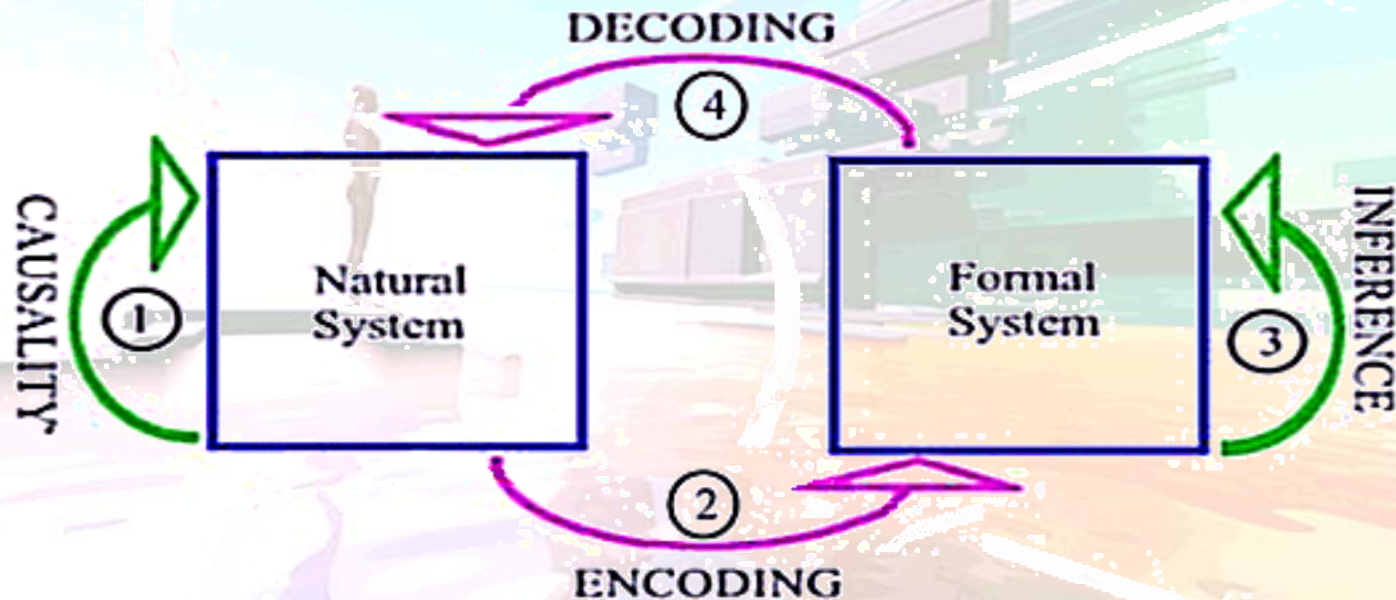 DECODING
4
CAUSALITY
1
Natural
System
Formal
System
3
INFERENCE
2
ENCODING